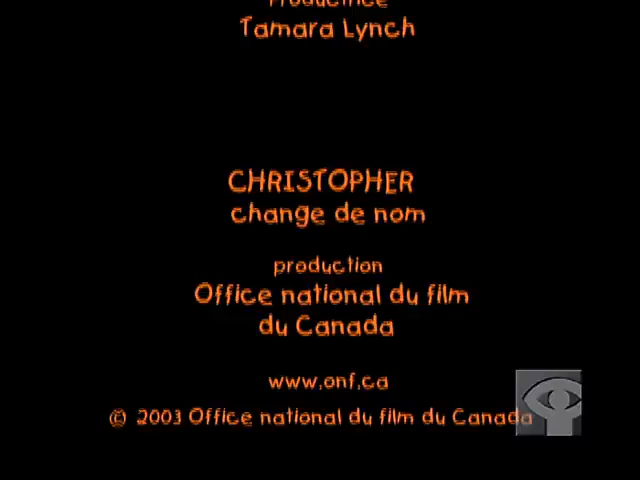 Productrice
Tamara Lynch
CHRISTOPHER
change de nom
production
Office national du film
du Canada
www.onf.ca
© 2003 Office national du film du Canada